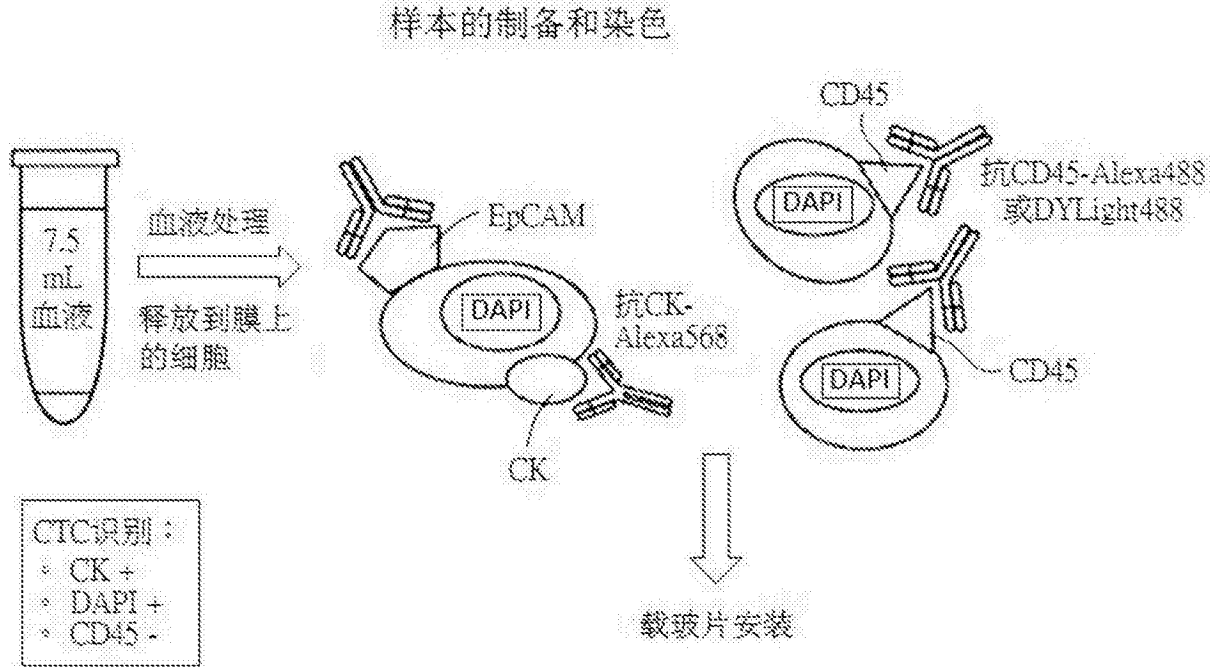 样本的制备和染色
7.5
mL
血液
血液处理
释放到膜上
的细胞
EpCAM
DAPI
抗CK-
Alexa568
CK
CD45
DAPI
抗CD45-Alexa488
或DYLight488
DAPI
CD45
载玻片安装
CTC识别：
◦ CK +
◦ DAPI +
◦ CD45 -